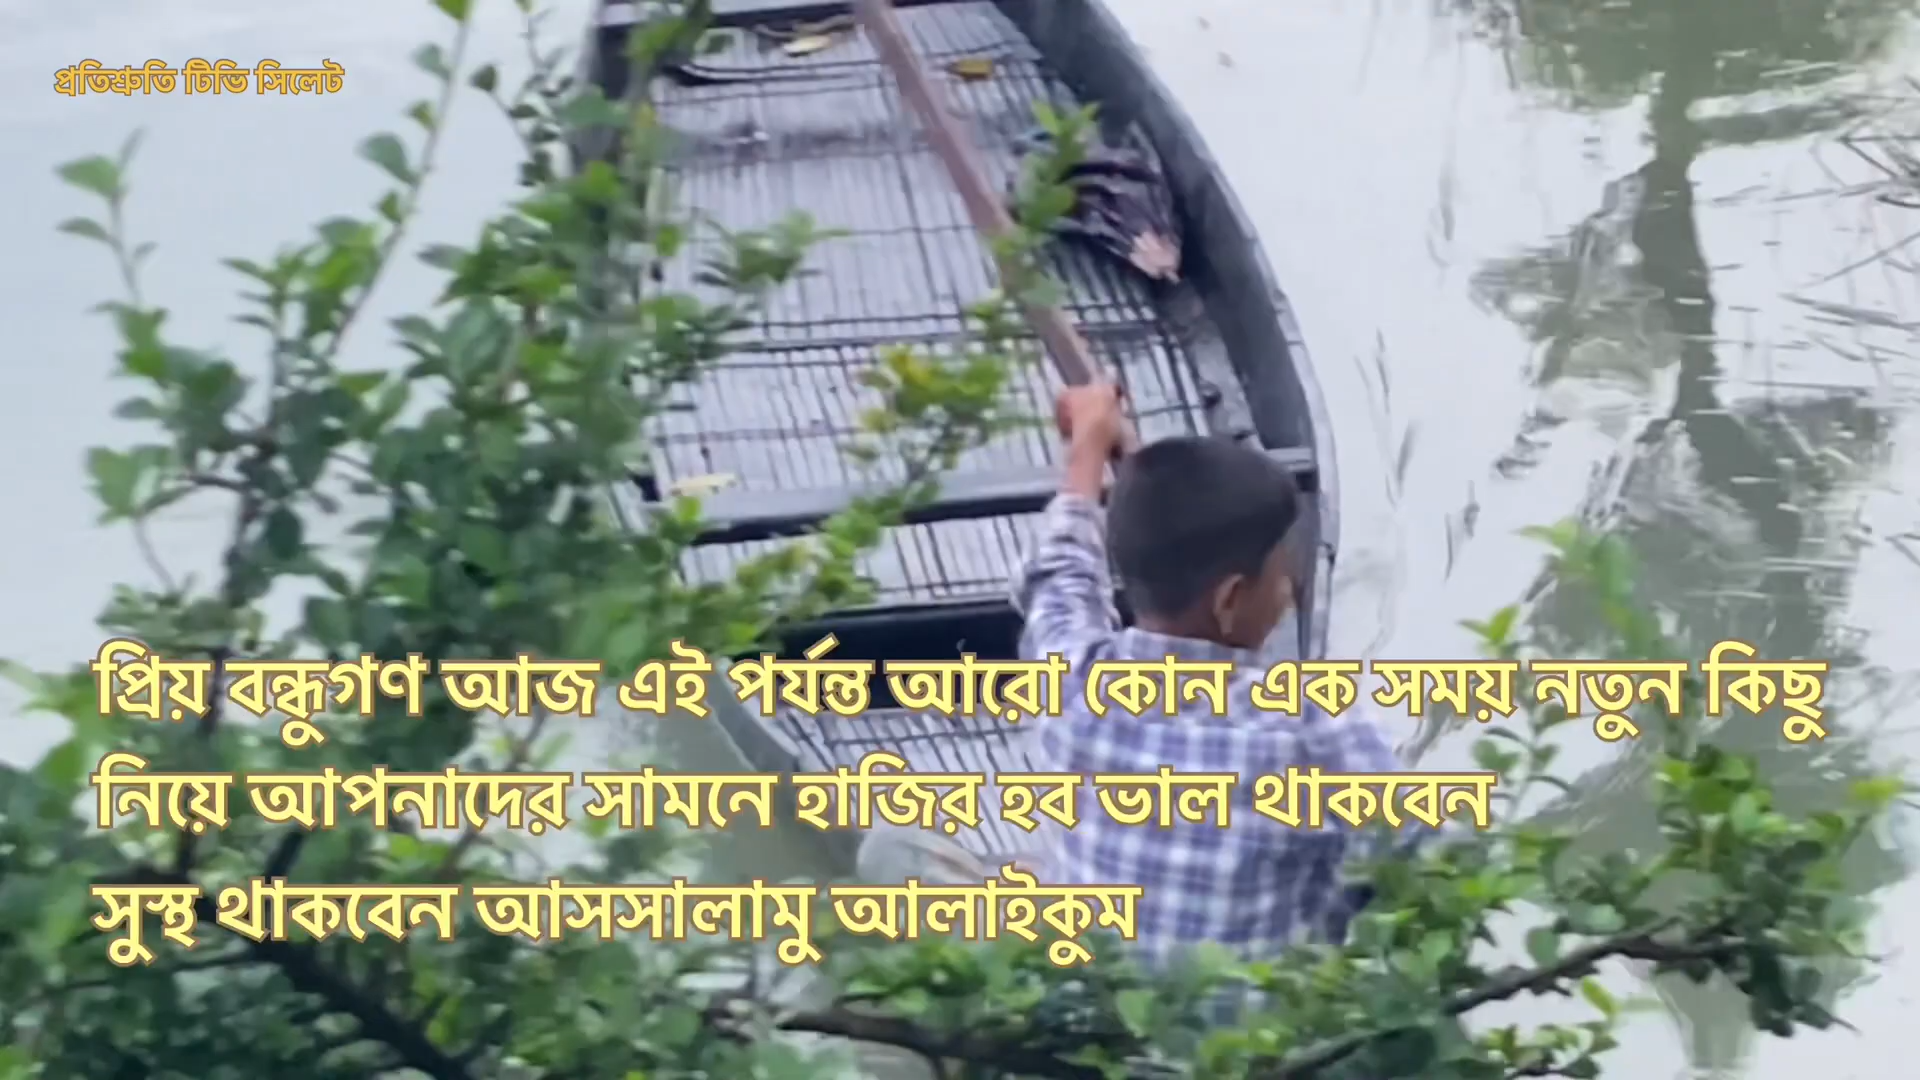 প্রতিশ্রুতি টিভি সিলেট
প্রিয় বন্ধুগণ আজ এই পর্যন্ত আরো কোন এক সময় নতুন কিছু
নিয়ে আপনাদের সামনে হাজির হব ভাল থাকবেন
সুস্থ থাকবেন আসসালামু আলাইকুম